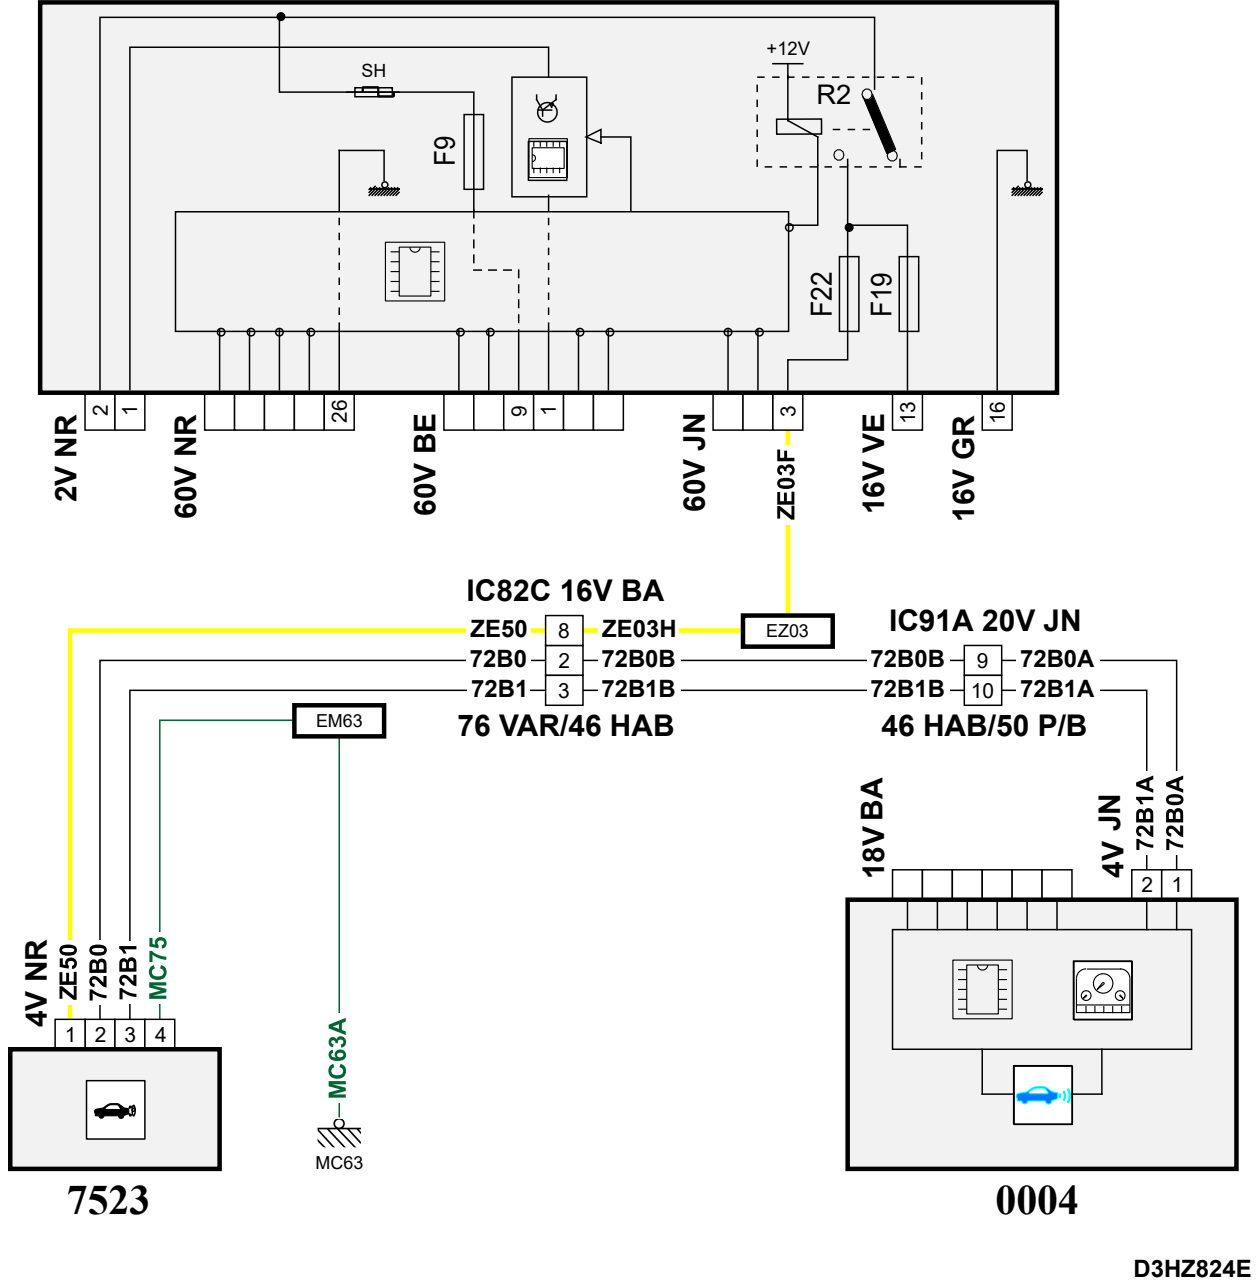 +12V
SH
R2
F9
F22
F19
2V NR
2
1
60V NR
26
60V BE
9
1
60V JN
3
16V VE
13
16V GR
16
ZE03F
IC82C 16V BA
ZE50
8
ZE03H
EZ03
IC91A 20V JN
72B0
2
72B0B
72B0B
9
72B0A
72B1
3
72B1B
72B1B
10
72B1A
76 VAR/46 HAB
46 HAB/50 P/B
EM63
18V BA
4V JN
72B1A
72B0A
2
1
4V NR
ZE50
72B0
72B1
MC75
MC63A
1
2
3
4
MC63
7523
0004
D3HZ824E